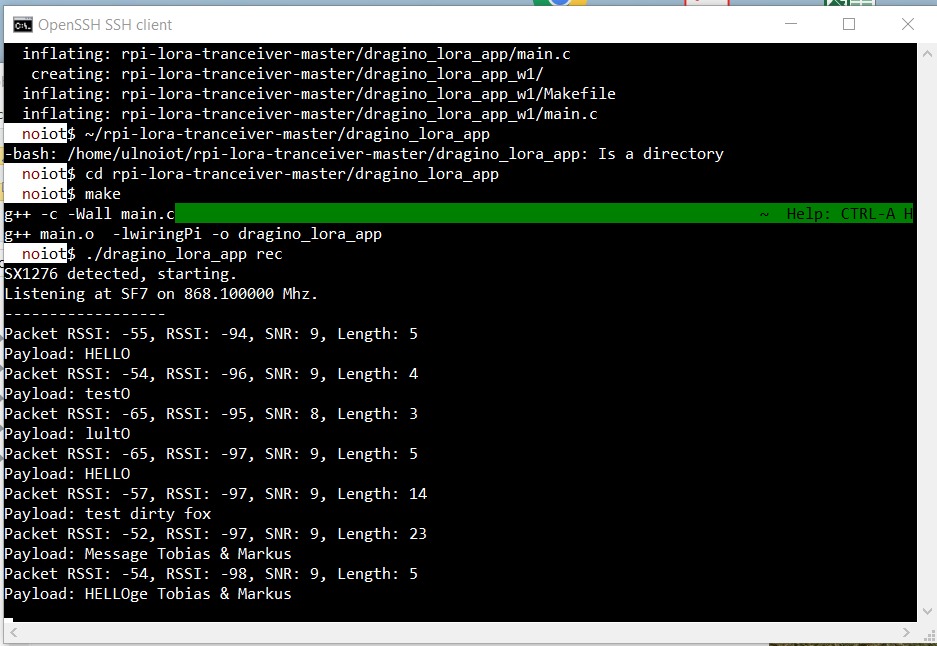 OpenSSH SSH client
inflating: rpi-lora-tranceiver-master/dragino_lora_app/main.c
creating: rpi-lora-tranceiver-master/dragino_lora_app_w1/
inflating: rpi-lora-tranceiver-master/dragino_lora_app_w1/Makefile
inflating: rpi-lora-tranceiver-master/dragino_lora_app_w1/main.c
noiot$ ~/rpi-lora-tranceiver-master/dragino_lora_app
-bash: /home/ulnoiot/rpi-lora-tranceiver-master/dragino_lora_app: Is a directory
noiot$ cd rpi-lora-tranceiver-master/dragino_lora_app
noiot$ make
g++ -c -Wall main.c ~ Help: CTRL-A H
g++ main.o  -lwiringPi -o dragino_lora_app
noiot$ ./dragino_lora_app rec
SX1276 detected, starting.
Listening at SF7 on 868.100000 Mhz.
------------------
Packet RSSI: -55, RSSI: -94, SNR: 9, Length: 5
Payload: HELLO
Packet RSSI: -54, RSSI: -96, SNR: 9, Length: 4
Payload: testO
Packet RSSI: -65, RSSI: -95, SNR: 8, Length: 3
Payload: lultO
Packet RSSI: -65, RSSI: -97, SNR: 9, Length: 5
Payload: HELLO
Packet RSSI: -57, RSSI: -97, SNR: 9, Length: 14
Payload: test dirty fox
Packet RSSI: -52, RSSI: -97, SNR: 9, Length: 23
Payload: Message Tobias & Markus
Packet RSSI: -54, RSSI: -98, SNR: 9, Length: 5
Payload: HELLOge Tobias & Markus